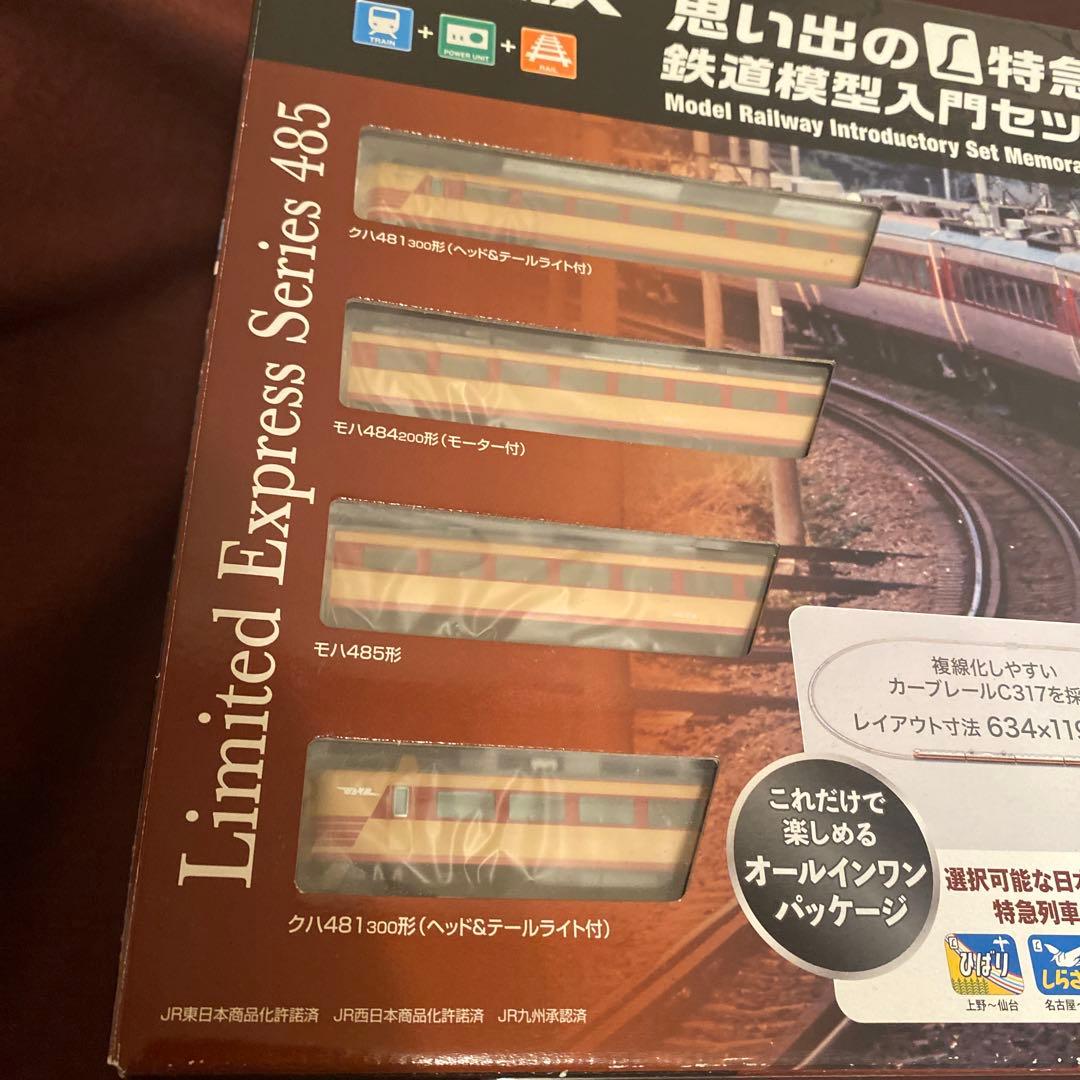 TRAIN
+
POWER UNIT
+
RAIL
思い出のL特急
鉄道模型入門セッ
Model Railway Introductory Set Memora
Limited Express Series 485
クハ481300形(ヘッド&テールライト付)
モハ484200形(モーター付)
モハ485形
クハ481300形(ヘッド&テールライト付)
複線化しやすい
カーブレールC317を採
レイアウト寸法 634×119
これだけで
楽しめる
オールインワン
パッケージ
選択可能な日本
特急列車
ひばり
上野~仙台
しらさ
名古屋
JR東日本商品化許諾済 JR西日本商品化許諾済 JR九州承認済